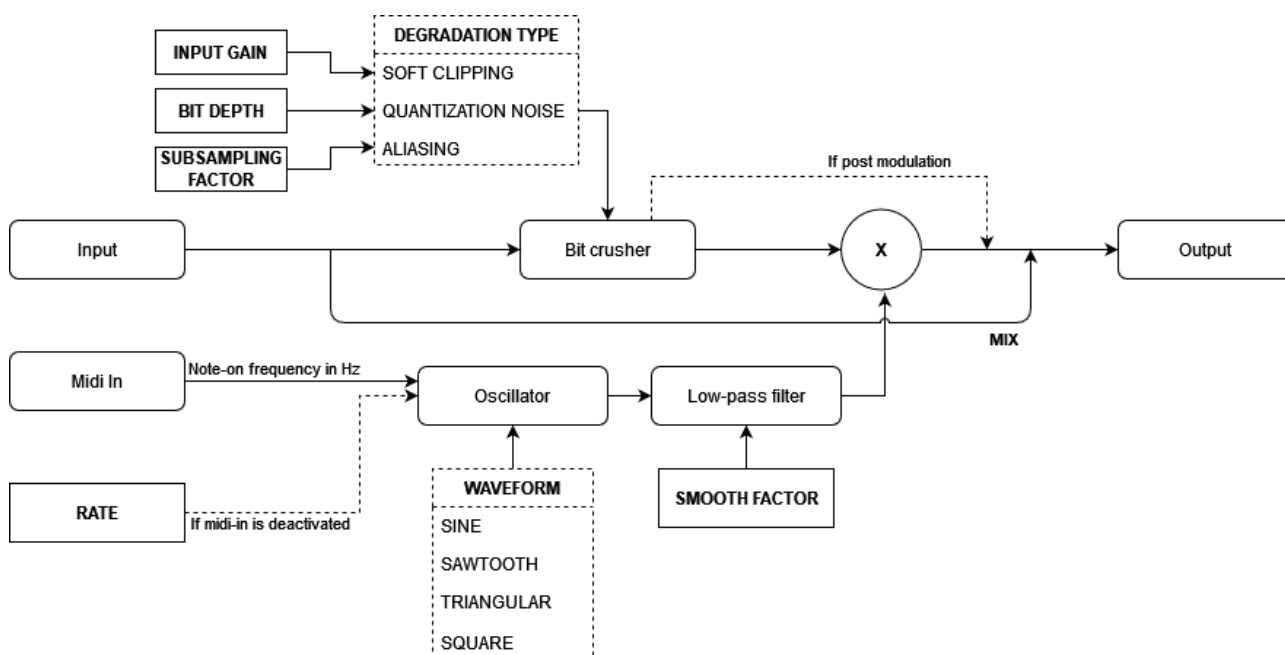 DEGRADATION TYPE
INPUT GAIN
SOFT CLIPPING
BIT DEPTH
QUANTIZATION NOISE
SUBSAMPLING
FACTOR
ALIASING
If post modulation
Input
Bit crusher
X
Output
MIX
Midi In
Note-on frequency in Hz
Oscillator
Low-pass filter
RATE
If midi-in is deactivated
WAVEFORM
SINE
SAWTOOTH
TRIANGULAR
SQUARE
SMOOTH FACTOR